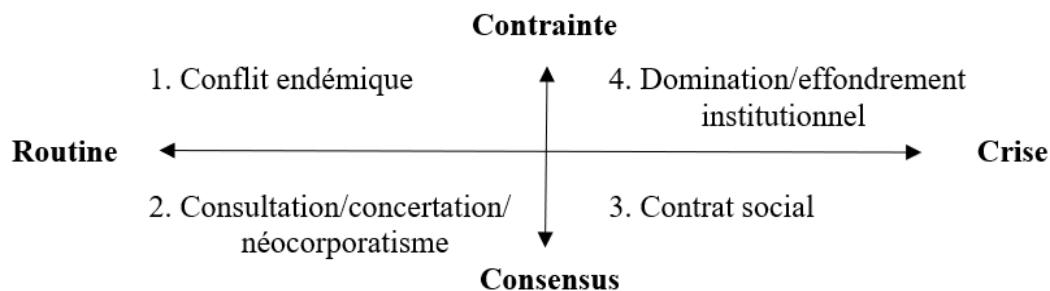 Contrainte
1. Conflit endémique
4. Domination/effondrement
institutionnel
Routine
Crise
2. Consultation/concertation/
néocorporatisme
3. Contrat social
Consensus